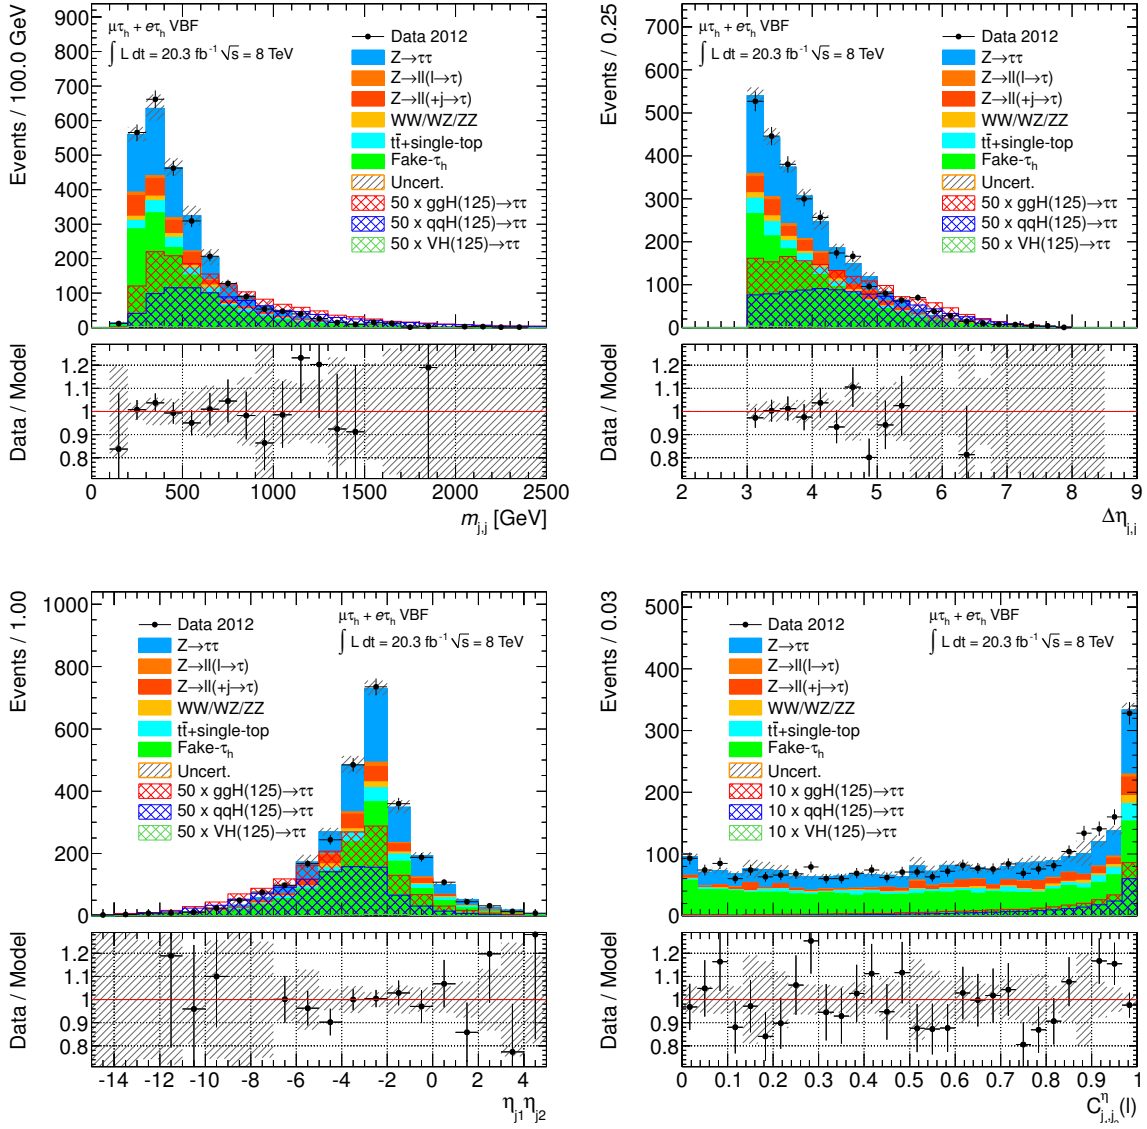 Events / 100.0 GeV
μτh + eτh VBF
∫ L dt = 20.3 fb-1 √s = 8 TeV
Data 2012
Z→ττ
Z→ll(l→τ)
Z→ll(+j→τ)
WW/WZ/ZZ
tt̄+single-top
Fake-τh
Uncert.
50 x ggH(125)→ττ
50 x qqH(125)→ττ
50 x VH(125)→ττ
900
800
700
600
500
400
300
200
100
0
Data / Model
1.2
1.1
1
0.9
0.8
0 500 1000 1500 2000 2500
mj,j [GeV]
Events / 0.25
μτh + eτh VBF
∫ L dt = 20.3 fb-1 √s = 8 TeV
Data 2012
Z→ττ
Z→ll(l→τ)
Z→ll(+j→τ)
WW/WZ/ZZ
tt̄+single-top
Fake-τh
Uncert.
50 x ggH(125)→ττ
50 x qqH(125)→ττ
50 x VH(125)→ττ
700
600
500
400
300
200
100
0
Data / Model
1.2
1.1
1
0.9
0.8
2 3 4 5 6 7 8 9
Δηj,j
Events / 1.00
μτh + eτh VBF
∫ L dt = 20.3 fb-1 √s = 8 TeV
Data 2012
Z→ττ
Z→ll(l→τ)
Z→ll(+j→τ)
WW/WZ/ZZ
tt̄+single-top
Fake-τh
Uncert.
50 x ggH(125)→ττ
50 x qqH(125)→ττ
50 x VH(125)→ττ
1000
800
600
400
200
0
Data / Model
1.2
1.1
1
0.9
0.8
-14 -12 -10 -8 -6 -4 -2 0 2 4
ηj1ηj2
Events / 0.03
μτh + eτh VBF
∫ L dt = 20.3 fb-1 √s = 8 TeV
Data 2012
Z→ττ
Z→ll(l→τ)
Z→ll(+j→τ)
WW/WZ/ZZ
tt̄+single-top
Fake-τh
Uncert.
10 x ggH(125)→ττ
10 x qqH(125)→ττ
10 x VH(125)→ττ
500
400
300
200
100
0
Data / Model
1.2
1.1
1
0.9
0.8
0 0.1 0.2 0.3 0.4 0.5 0.6 0.7 0.8 0.9 1
Cηj1j2(l)